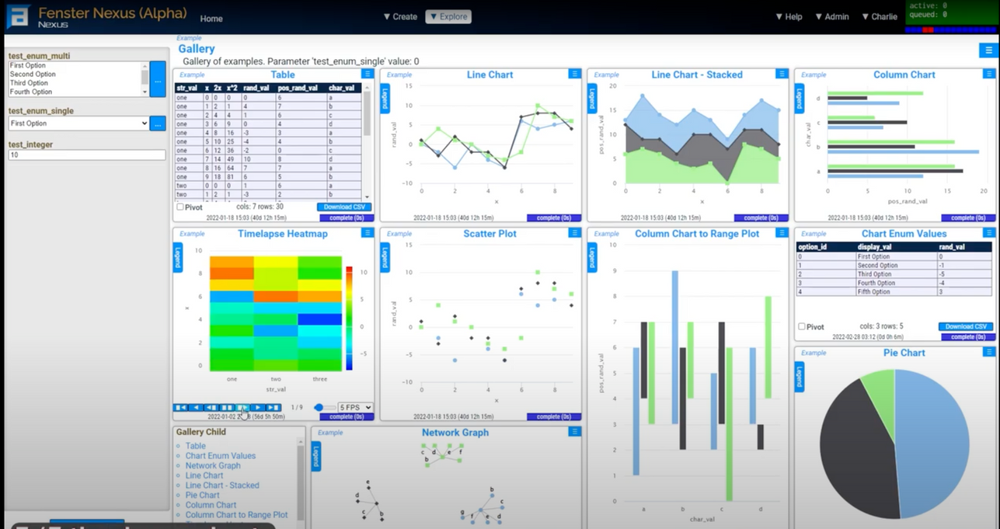 Fenster Nexus (Alpha)
Nexus
Home
▼ Create
▼ Explore
▼ Help
▼ Admin
▼ Charlie
active: 0
queued: 0
test_enum_multi
First Option
Second Option
Third Option
Fourth Option
...
test_enum_single
First Option
...
test_integer
10
Example
Gallery
Gallery of examples. Parameter 'test_enum_single' value: 0
Example
Table
str_val x 2x x^2 rand_val pos_rand_val char_val
one 0 0 0 0 6 a
one 1 2 1 4 7 b
one 2 4 4 1 6 c
one 3 6 9 0 4 d
one 4 8 16 -3 3 a
one 5 10 25 -4 4 b
one 6 12 36 -2 0 c
one 7 14 49 10 8 d
one 8 16 64 7 7 a
one 9 18 81 6 5 b
two 0 0 0 1 6 a
two 1 2 1 -3 2 b
Pivot
cols: 7 rows: 30
Download CSV
2022-01-18 15:03 (40d 12h 15m)
complete (0s)
Example
Line Chart
Legend
15
10
5
0
-5
-10
rand_val
0 2 4 6 8
x
2022-01-18 15:03 (40d 12h 15m)
complete (0s)
Example
Line Chart - Stacked
Legend
20
15
10
5
0
pos_rand_val
0 2 4 6 8
x
2022-01-18 15:03 (40d 12h 15m)
complete (0s)
Example
Column Chart
Legend
d
c
b
a
char_val
0 5 10 15 20
pos_rand_val
2022-01-18 15:03 (40d 12h 15m)
complete (0s)
Example
Timelapse Heatmap
Legend
10
8
6
4
2
0
x
one two three
str_val
10
5
0
-5
1 / 9
5 FPS
2022-01-02
(56d 5h 50m)
complete (0s)
Example
Scatter Plot
Legend
15
10
5
0
-5
-10
rand_val
0 2 4 6 8
x
2022-01-18 15:03 (40d 12h 15m)
complete (0s)
Example
Column Chart to Range Plot
Legend
10
9
8
7
6
5
4
3
2
1
0
pos_rand_val
a b c d
char_val
Example
Chart Enum Values
option_id display_val rand_val
0 First Option 0
1 Second Option -1
2 Third Option -5
3 Fourth Option -4
4 Fifth Option 3
Pivot
cols: 3 rows: 5
Download CSV
2022-02-28 03:12 (0d 0h 6m)
complete (0s)
Example
Pie Chart
Legend
Gallery Child
Table
Chart Enum Values
Network Graph
Line Chart
Line Chart - Stacked
Pie Chart
Column Chart
Column Chart to Range Plot
Example
Network Graph
Legend
c d e f
b
e
d
c b
b
c
g f e d